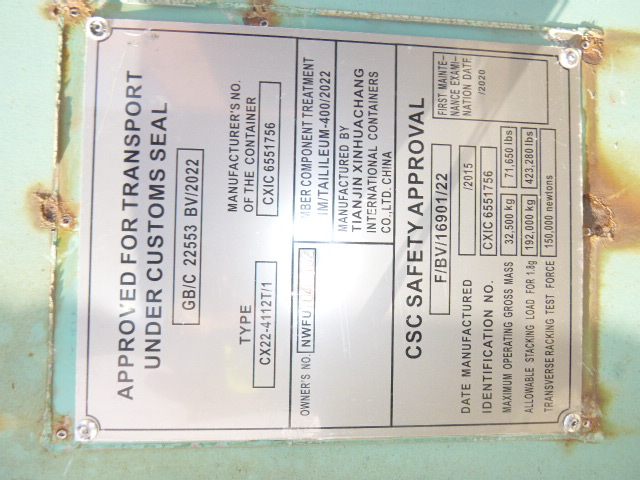 APPROVED FOR TRANSPORT
UNDER CUSTOMS SEAL
GB/C 22553 BV/2022
TYPE
CX22-4112T/1
MANUFACTURER'S NO.
OF THE CONTAINER
CXIC 6551756
OWNER'S NO. NWFU
MBER COMPONENT TREATMENT
IM/TAILILEUM-400/2022
MANUFACTURED BY
TIANJIN XINHUACHANG
INTERNATIONAL CONTAINERS
CO.,LTD. CHINA
CSC SAFETY APPROVAL
F/BV/16901/22
FIRST MAINTE-
NANCE EXAMI-
NATION DATE
/2020
DATE MANUFACTURED /2015
IDENTIFICATION NO. CXIC 6551756
MAXIMUM OPERATING GROSS MASS 32,500 kg 71,650 lbs
ALLOWABLE STACKING LOAD FOR 1.8g 192,000 kg 423,280 lbs
TRANSVERSE RACKING TEST FORCE 150,000 newtons